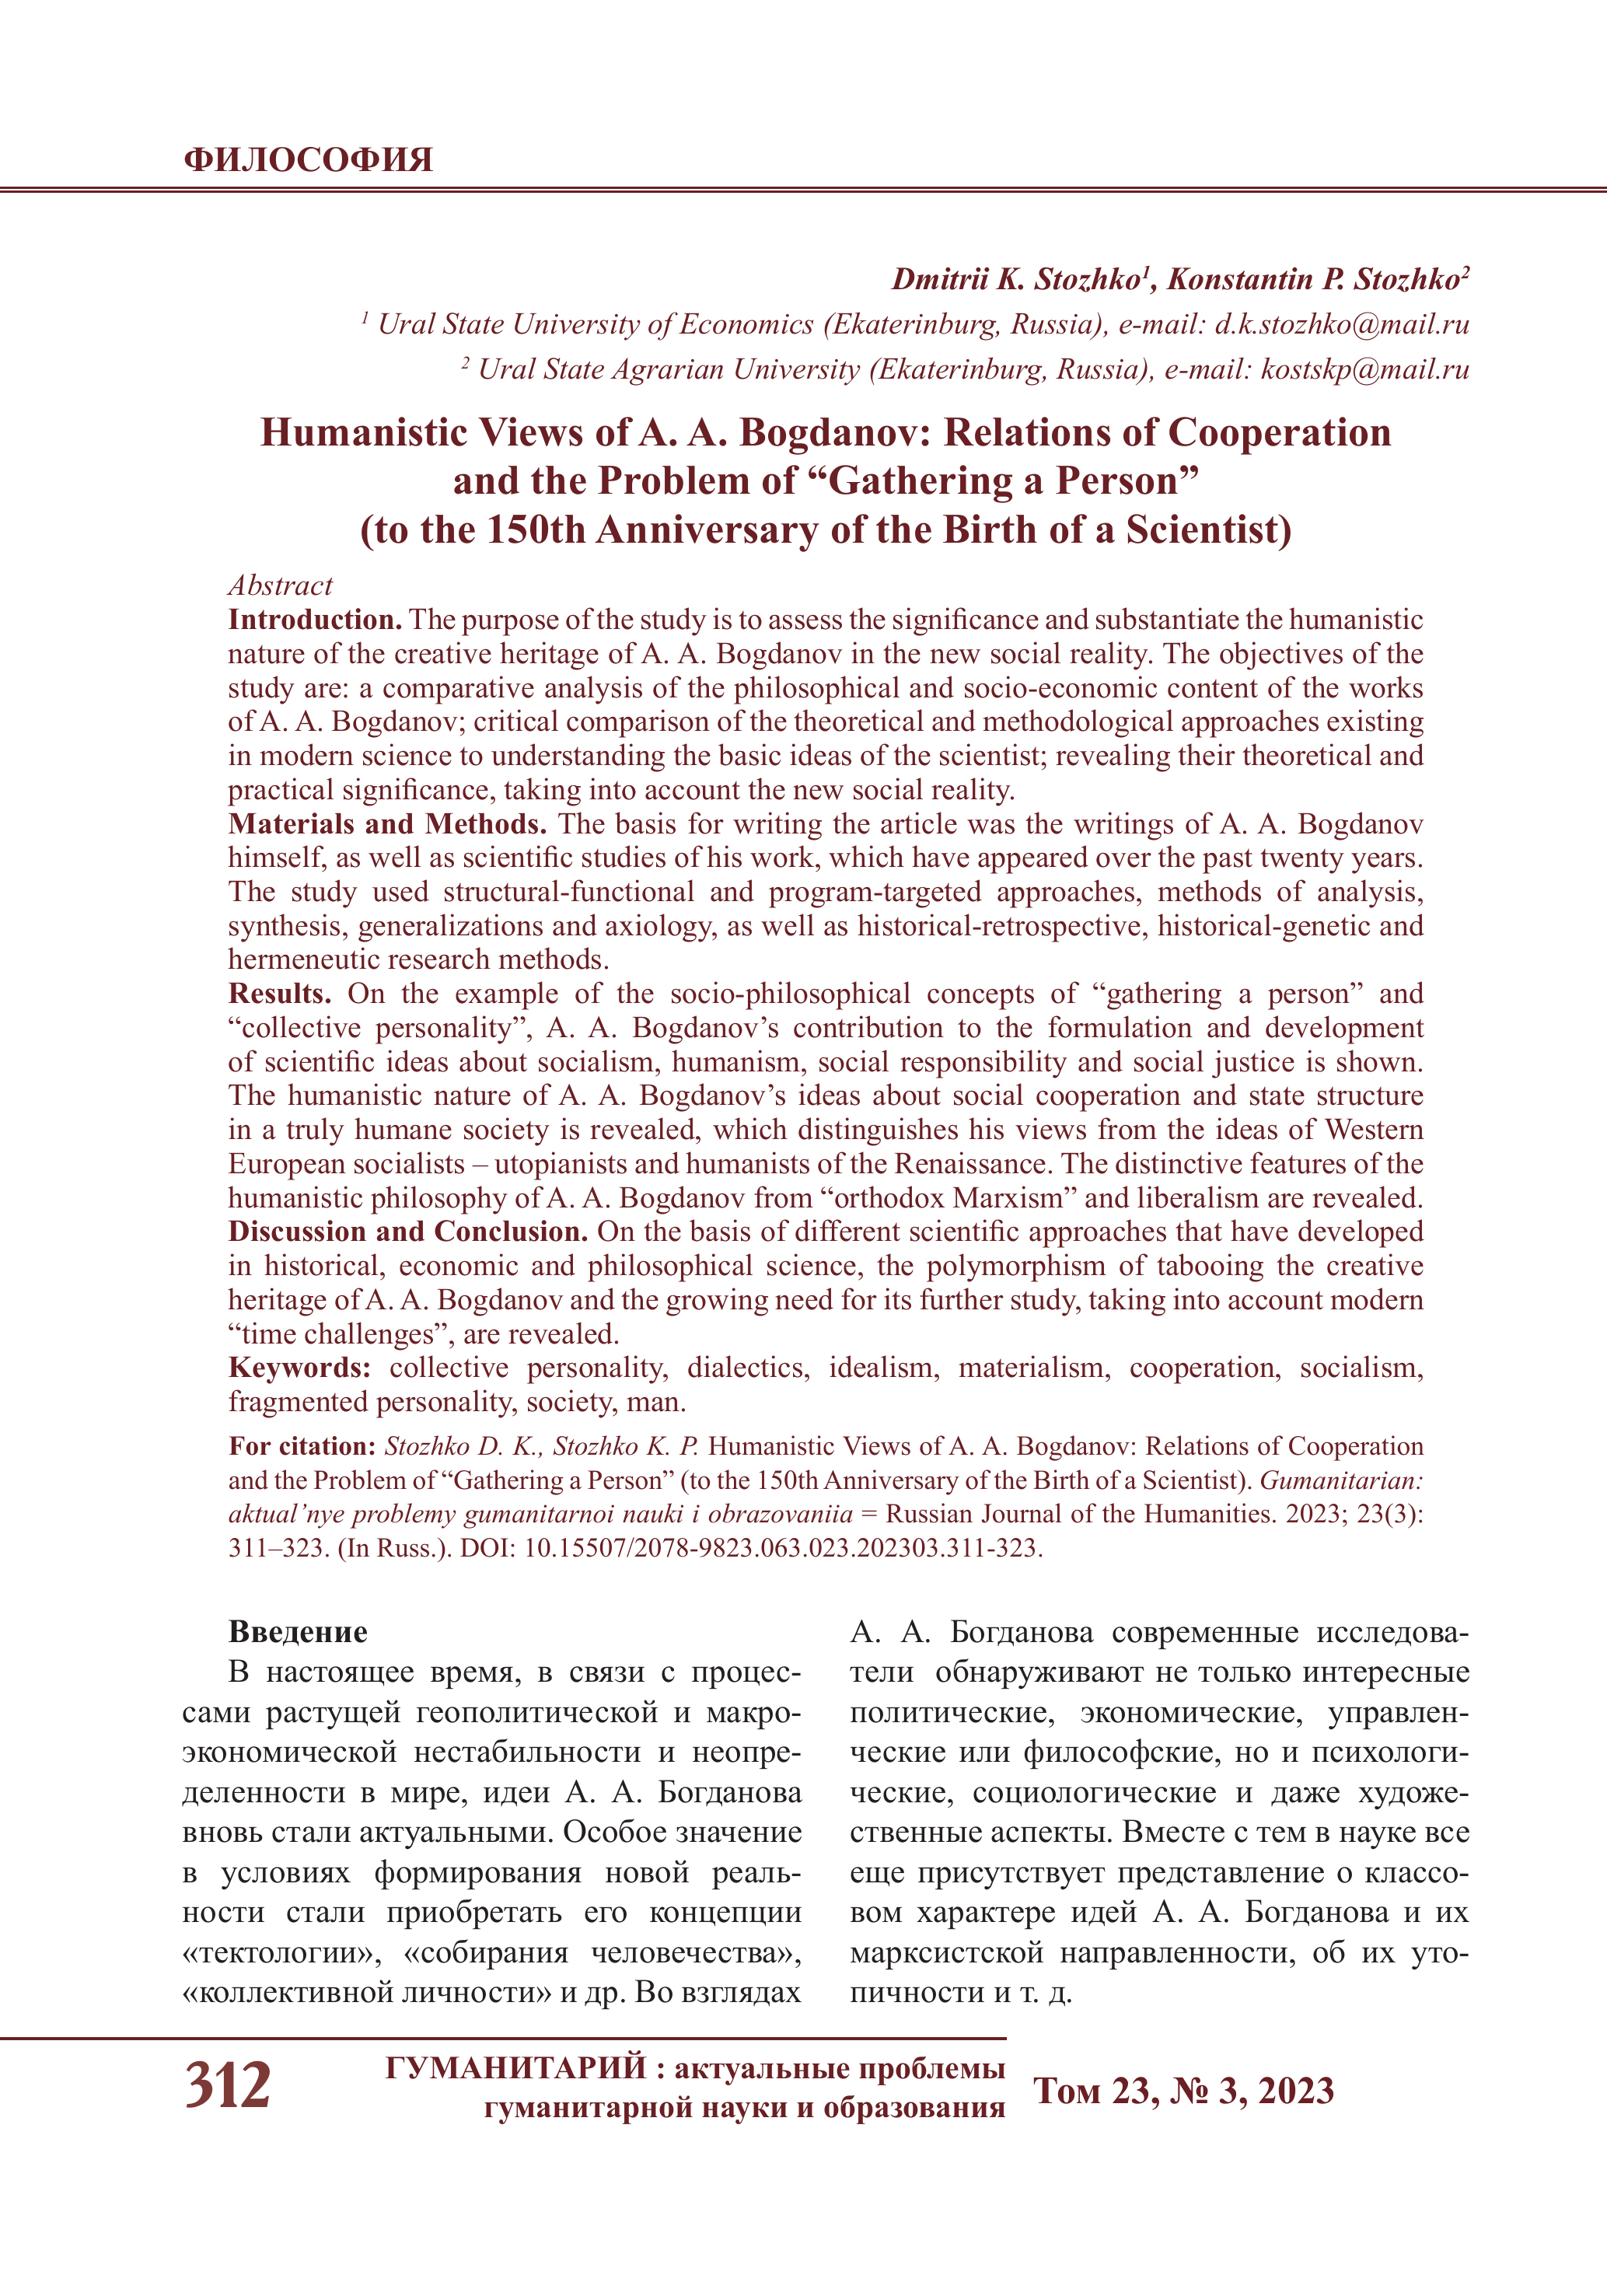 ФИЛОСОФИЯ
Dmitrii K. Stozhko¹, Konstantin P. Stozhko²
¹ Ural State University of Economics (Ekaterinburg, Russia), e-mail: d.k.stozhko@mail.ru
² Ural State Agrarian University (Ekaterinburg, Russia), e-mail: kostskp@mail.ru
Humanistic Views of A. A. Bogdanov: Relations of Cooperation
and the Problem of “Gathering a Person”
(to the 150th Anniversary of the Birth of a Scientist)
Abstract
Introduction. The purpose of the study is to assess the significance and substantiate the humanistic
nature of the creative heritage of A. A. Bogdanov in the new social reality. The objectives of the
study are: a comparative analysis of the philosophical and socio-economic content of the works
of A. A. Bogdanov; critical comparison of the theoretical and methodological approaches existing
in modern science to understanding the basic ideas of the scientist; revealing their theoretical and
practical significance, taking into account the new social reality.
Materials and Methods. The basis for writing the article was the writings of A. A. Bogdanov
himself, as well as scientific studies of his work, which have appeared over the past twenty years.
The study used structural-functional and program-targeted approaches, methods of analysis,
synthesis, generalizations and axiology, as well as historical-retrospective, historical-genetic and
hermeneutic research methods.
Results. On the example of the socio-philosophical concepts of “gathering a person” and
“collective personality”, A. A. Bogdanov’s contribution to the formulation and development
of scientific ideas about socialism, humanism, social responsibility and social justice is shown.
The humanistic nature of A. A. Bogdanov’s ideas about social cooperation and state structure
in a truly humane society is revealed, which distinguishes his views from the ideas of Western
European socialists – utopianists and humanists of the Renaissance. The distinctive features of the
humanistic philosophy of A. A. Bogdanov from “orthodox Marxism” and liberalism are revealed.
Discussion and Conclusion. On the basis of different scientific approaches that have developed
in historical, economic and philosophical science, the polymorphism of tabooing the creative
heritage of A. A. Bogdanov and the growing need for its further study, taking into account modern
“time challenges”, are revealed.
Keywords: collective personality, dialectics, idealism, materialism, cooperation, socialism,
fragmented personality, society, man.
For citation: Stozhko D. K., Stozhko K. P. Humanistic Views of A. A. Bogdanov: Relations of Cooperation
and the Problem of “Gathering a Person” (to the 150th Anniversary of the Birth of a Scientist). Gumanitarian:
aktual’nye problemy gumanitarnoi nauki i obrazovaniia = Russian Journal of the Humanities. 2023; 23(3):
311–323. (In Russ.). DOI: 10.15507/2078-9823.063.023.202303.311-323.
Введение
В настоящее время, в связи с процес-
сами растущей геополитической и макро-
экономической нестабильности и неопре-
деленности в мире, идеи А. А. Богданова
вновь стали актуальными. Особое значение
в условиях формирования новой реаль-
ности стали приобретать его концепции
«тектологии», «собирания человечества»,
«коллективной личности» и др. Во взглядах
А. А. Богданова современные исследова-
тели обнаруживают не только интересные
политические, экономические, управлен-
ческие или философские, но и психологи-
ческие, социологические и даже художе-
ственные аспекты. Вместе с тем в науке все
еще присутствует представление о классо-
вом характере идей А. А. Богданова и их
марксистской направленности, об их уто-
пичности и т. д.
312
ГУМАНИТАРИЙ : актуальные проблемы
гуманитарной науки и образования
Том 23, № 3, 2023